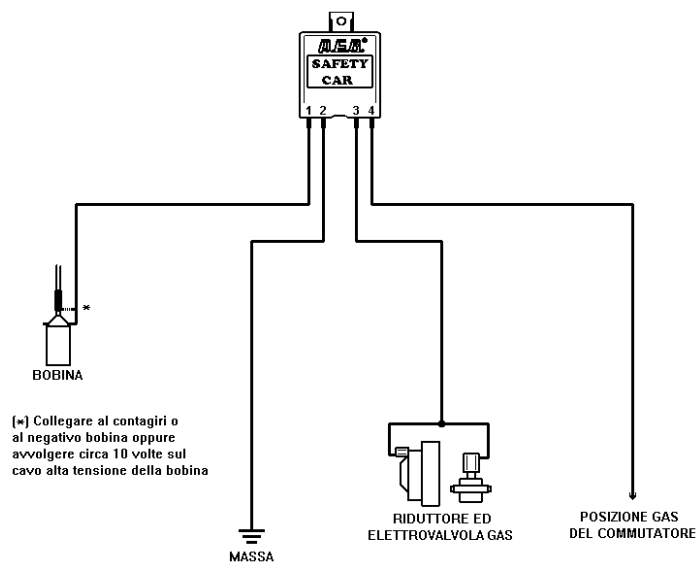 A.E.B.®
SAFETY
CAR
1 2 3 4
*
BOBINA
(*) Collegare al contagiri o
al negativo bobina oppure
avvolgere circa 10 volte sul
cavo alta tensione della bobina
MASSA
RIDUTTORE ED
ELETTROVALVOLA GAS
POSIZIONE GAS
DEL COMMUTATORE